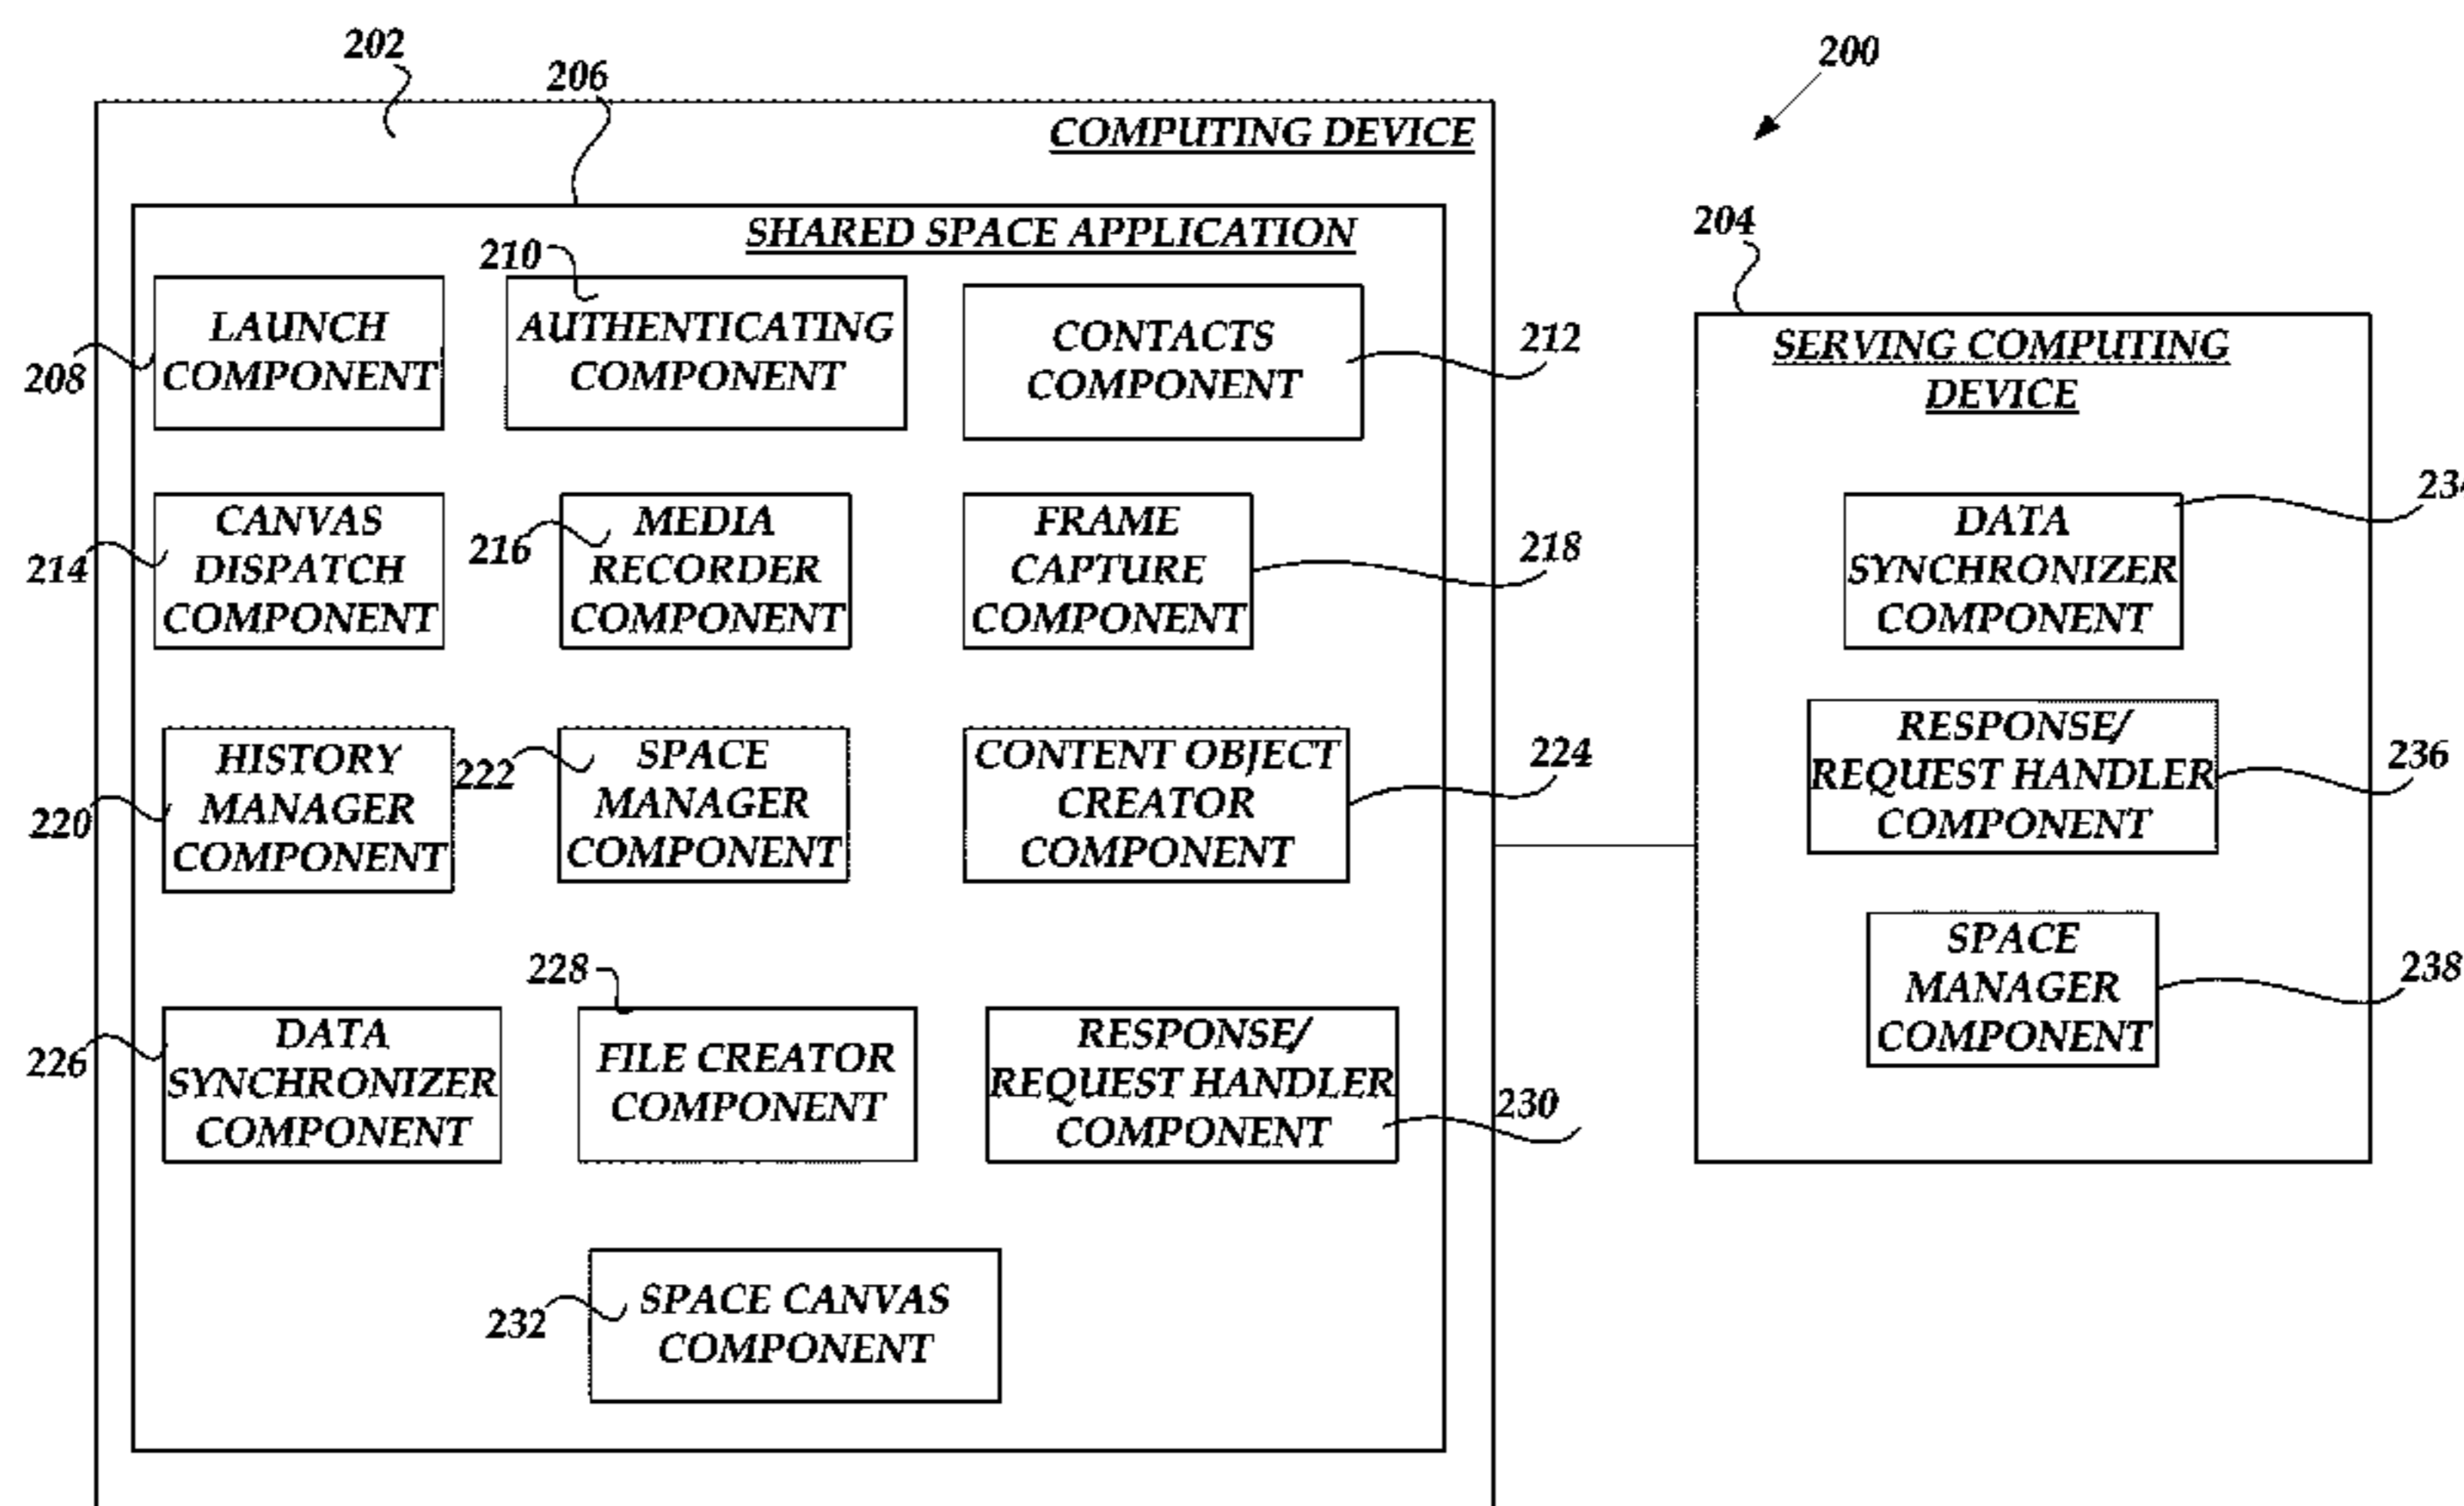 202
206
200
COMPUTING DEVICE
204
SHARED SPACE APPLICATION
210
LAUNCH
COMPONENT
208
AUTHENTICATING
COMPONENT
CONTACTS
COMPONENT
212
SERVING COMPUTING
DEVICE
CANVAS
DISPATCH
COMPONENT
214
MEDIA
RECORDER
COMPONENT
216
FRAME
CAPTURE
COMPONENT
218
DATA
SYNCHRONIZER
COMPONENT
HISTORY
MANAGER
COMPONENT
220
SPACE
MANAGER
COMPONENT
222
CONTENT OBJECT
CREATOR
COMPONENT
224
RESPONSE/
REQUEST HANDLER
COMPONENT
236
DATA
SYNCHRONIZER
COMPONENT
226
228
FILE CREATOR
COMPONENT
RESPONSE/
REQUEST HANDLER
COMPONENT
230
SPACE
MANAGER
COMPONENT
238
SPACE CANVAS
COMPONENT
232